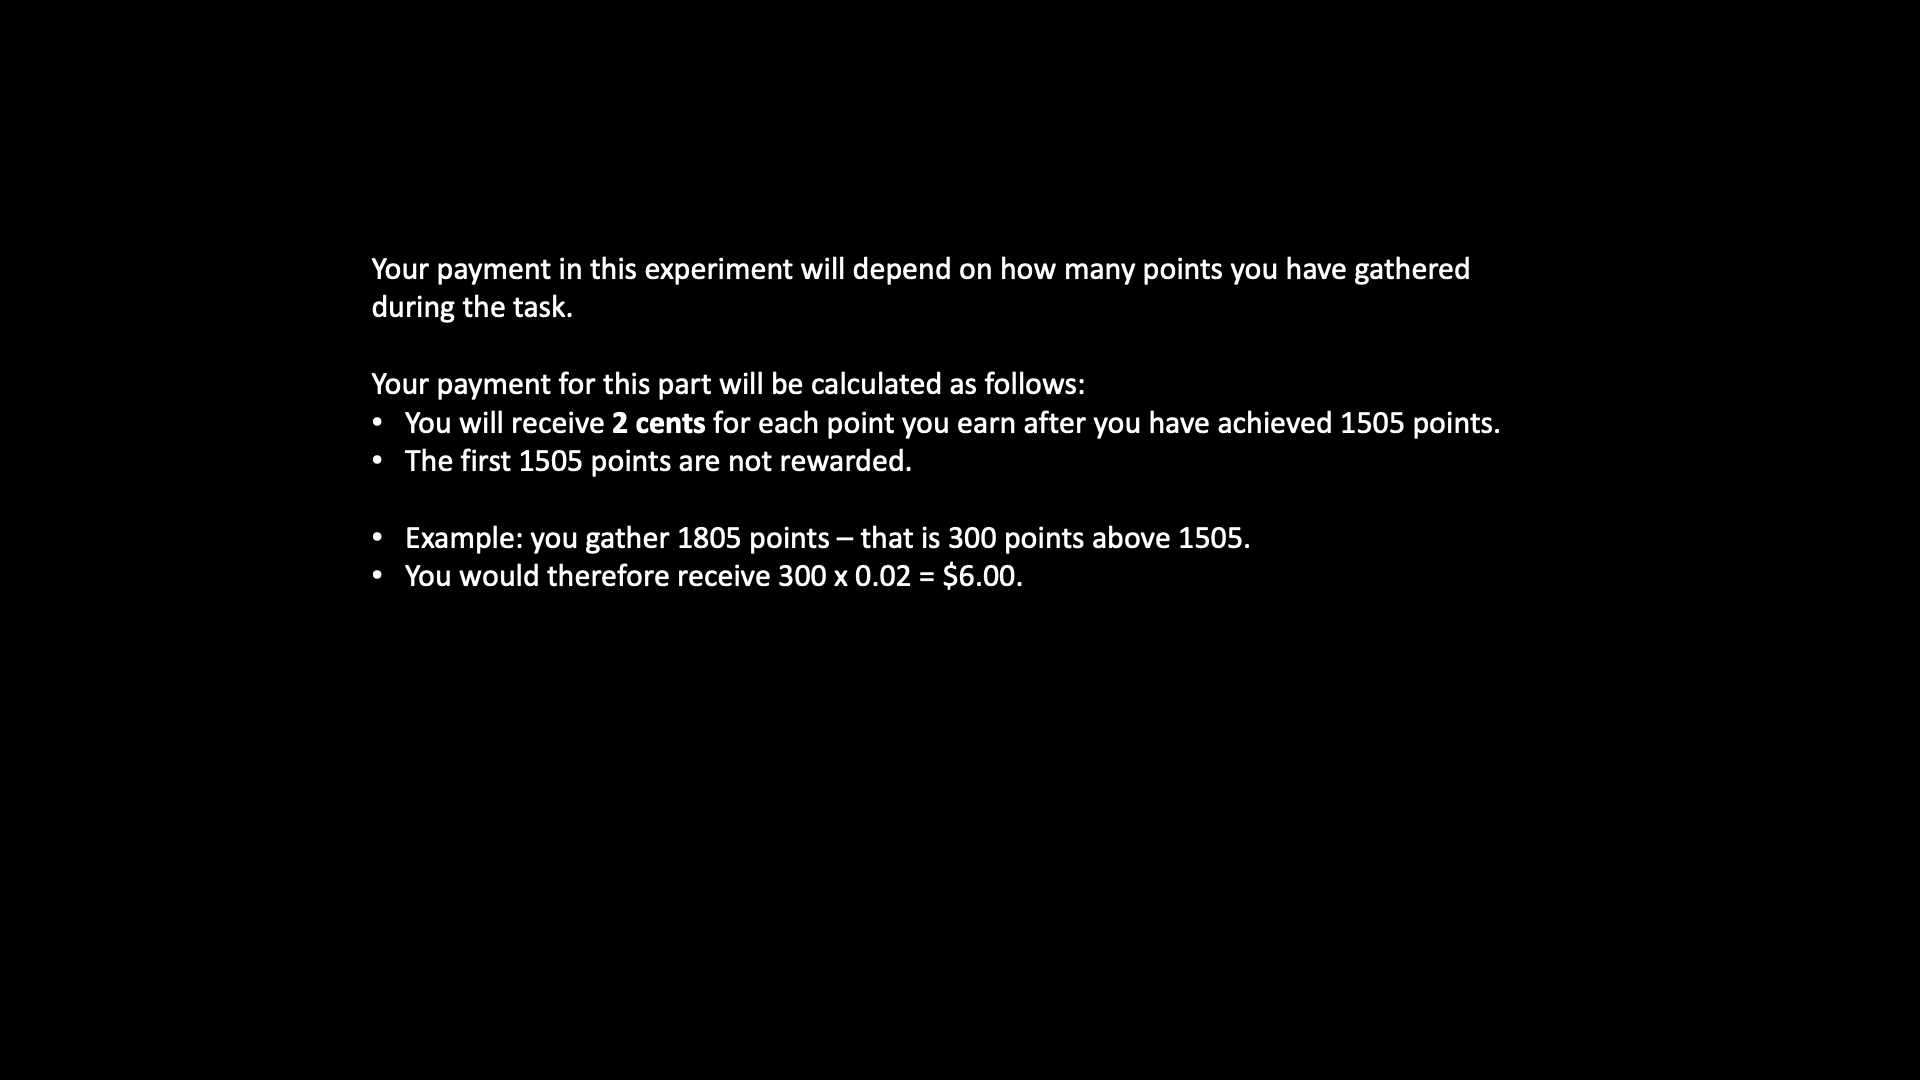 Your payment in this experiment will depend on how many points you have gathered
during the task.
Your payment for this part will be calculated as follows:
• You will receive 2 cents for each point you earn after you have achieved 1505 points.
• The first 1505 points are not rewarded.
• Example: you gather 1805 points – that is 300 points above 1505.
• You would therefore receive 300 x 0.02 = $6.00.